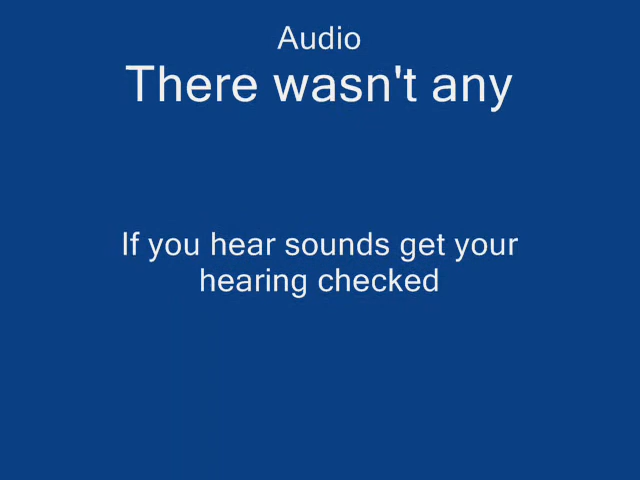 Audio
There wasn't any
If you hear sounds get your
hearing checked